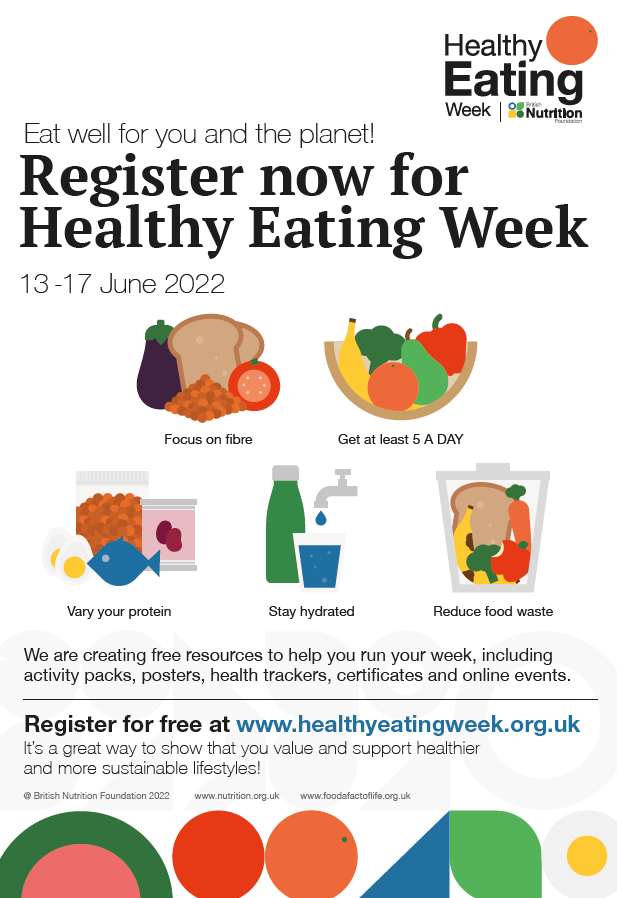 Healthy
Eating
Week
British
Nutrition
Foundation
Eat well for you and the planet!
Register now for
Healthy Eating Week
13 -17 June 2022
Focus on fibre
Get at least 5 A DAY
Vary your protein
Stay hydrated
Reduce food waste
We are creating free resources to help you run your week, including
activity packs, posters, health trackers, certificates and online events.
Register for free at www.healthyeatingweek.org.uk
It's a great way to show that you value and support healthier
and more sustainable lifestyles!
@ British Nutrition Foundation 2022 www.nutrition.org.uk www.foodafactoflife.org.uk